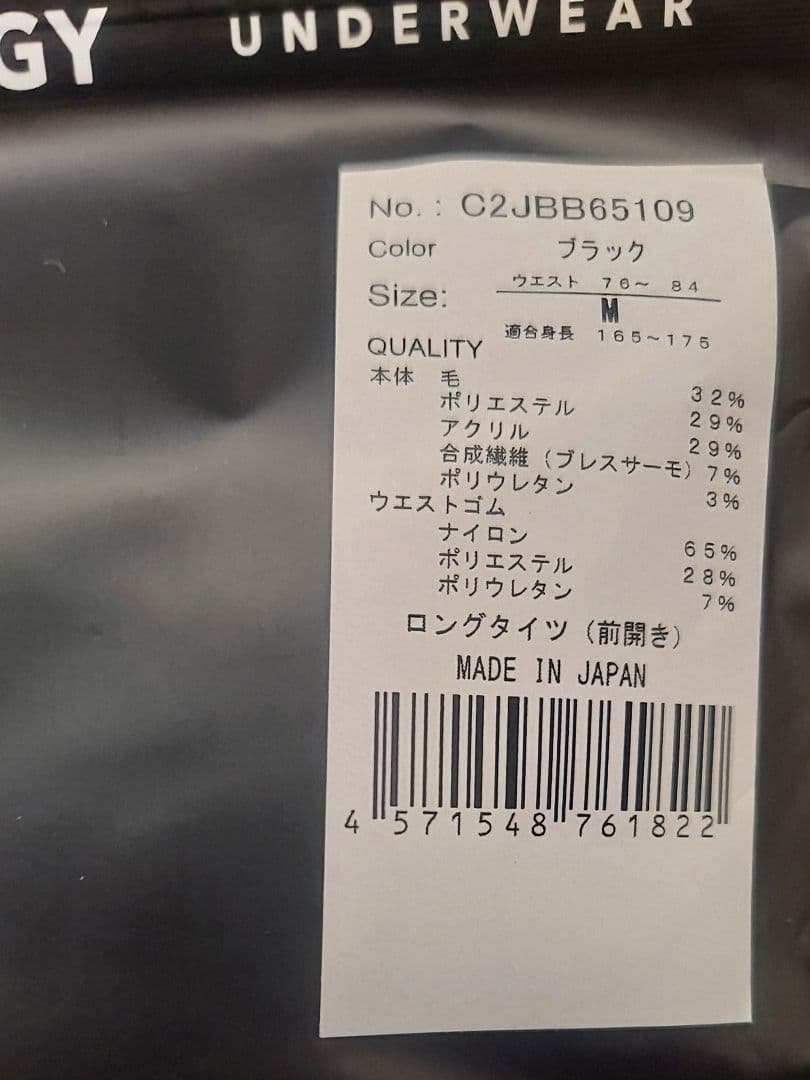 GY UNDERWEAR
No.: C2JBB65109
Color ブラック
Size: ウエスト 76～ 84
M
適合身長 165～175
QUALITY
本体 毛 32%
ポリエステル 29%
アクリル 29%
合成繊維（ブレスサーモ） 7%
ポリウレタン 3%
ウエストゴム
ナイロン 65%
ポリエステル 28%
ポリウレタン 7%
ロングタイツ（前開き）
MADE IN JAPAN
4 571548 761822